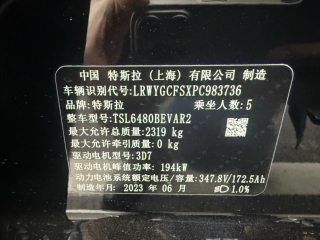 中国 特斯拉(上海)有限公司 制造
车辆识别代号: LRWYGCFSXPC983736
品牌: 特斯拉 乘坐人数: 5
整车型号: TSL6480BEVAR2
最大允许总质量: 2319 kg
最大允许牵引质量: 0 kg
驱动电机型号: 3D7
驱动电机峰值功率: 194kW
动力电池系统额定电压/容量: 347.8V/172.5Ah
制造年月: 2023 年 06 月 1.0%